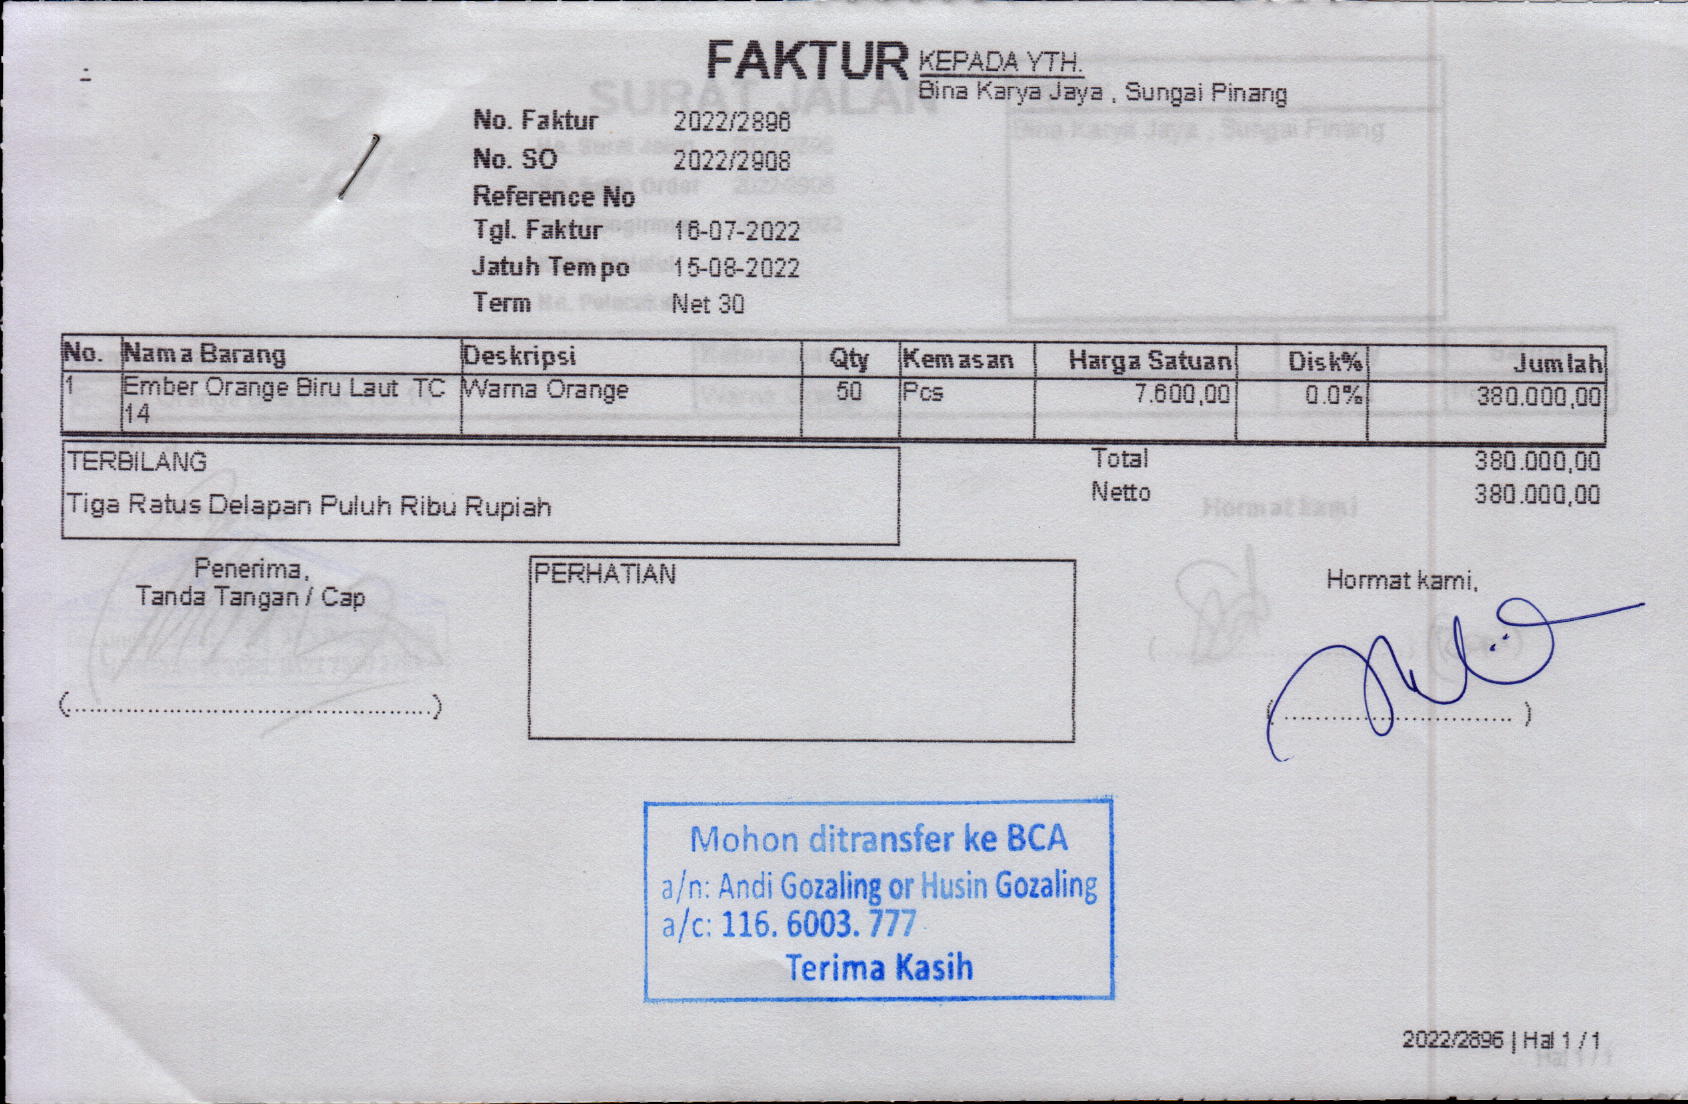 FAKTUR
KEPADA YTH.
Bina Karya Jaya , Sungai Pinang
No. Faktur 2022/2896
No. SO 2022/2908
Reference No
Tgl. Faktur 16-07-2022
Jatuh Tempo 15-08-2022
Term Net 30
No. Nama Barang Deskripsi Qty Kemasan Harga Satuan Disk% Jumlah
1 Ember Orange Biru Laut TC Warna Orange 50 Pcs 7.600,00 0.0% 380.000,00
14
TERBILANG
Tiga Ratus Delapan Puluh Ribu Rupiah
Total 380.000,00
Netto 380.000,00
Penerima,
Tanda Tangan / Cap
PERHATIAN
Hormat kami,
(..............................................)
(.............................)
Mohon ditransfer ke BCA
a/n: Andi Gozaling or Husin Gozaling
a/c: 116. 6003. 777
Terima Kasih
2022/2896 | Hal 1 / 1